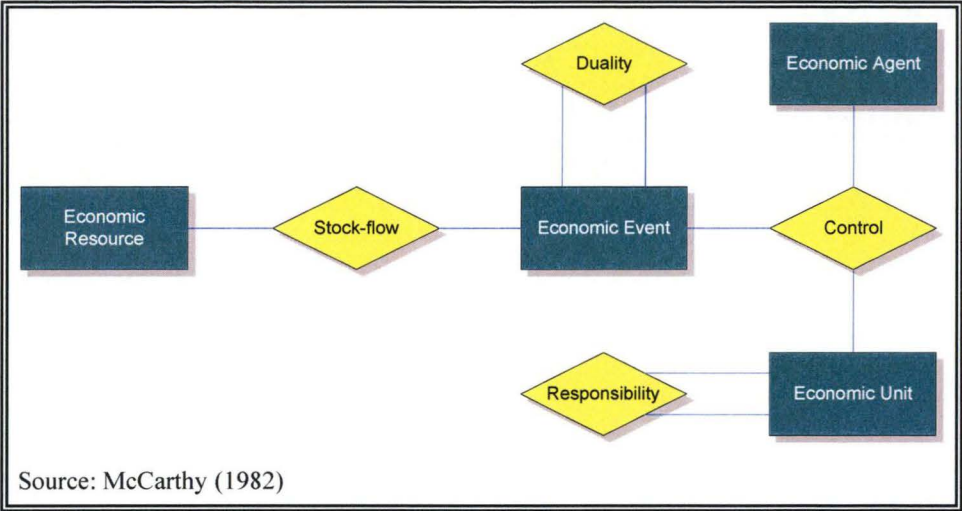 Duality
Economic Agent
Economic
Resource
Stock-flow
Economic Event
Control
Responsibility
Economic Unit
Source: McCarthy (1982)